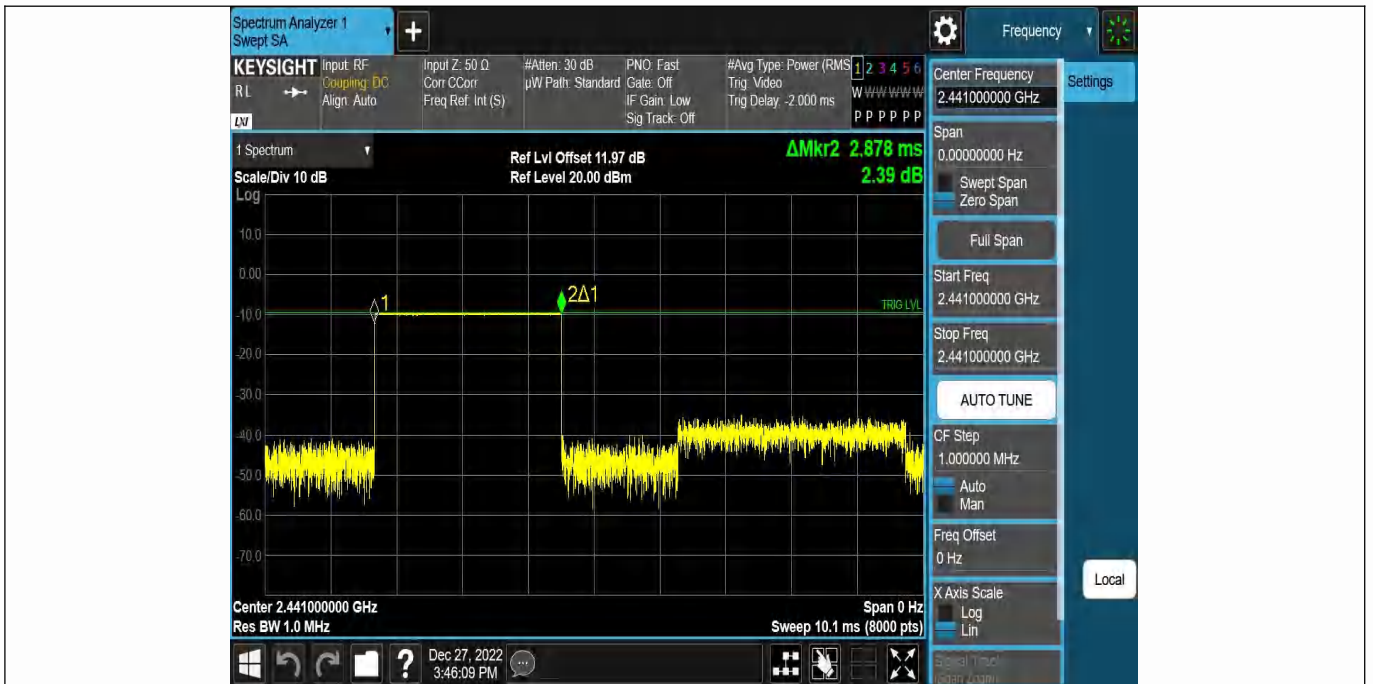 Spectrum Analyzer 1
Swept SA
+
Frequency
KEYSIGHT
R L
LXI
Input: RF
Coupling: DC
Align: Auto
Input Z: 50 Ω
Corr CCorr
Freq Ref: Int (S)
#Atten: 30 dB
µW Path: Standard
PNO: Fast
Gate: Off
IF Gain: Low
Sig Track: Off
#Avg Type: Power (RMS
Trig: Video
Trig Delay: -2.000 ms
1 2 3 4 5 6
W W W W W W
P P P P P P
1 Spectrum
Scale/Div 10 dB
Log
Ref Lvl Offset 11.97 dB
Ref Level 20.00 dBm
ΔMkr2 2.878 ms
2.39 dB
10.0
0.00
-10.0
-20.0
-30.0
-40.0
-50.0
-60.0
-70.0
1
2Δ1
TRIG LVL
Center 2.441000000 GHz
Res BW 1.0 MHz
Span 0 Hz
Sweep 10.1 ms (8000 pts)
?
Dec 27, 2022
3:46:09 PM
Center Frequency
2.441000000 GHz
Span
0.00000000 Hz
Swept Span
Zero Span
Full Span
Start Freq
2.441000000 GHz
Stop Freq
2.441000000 GHz
AUTO TUNE
CF Step
1.000000 MHz
Auto
Man
Freq Offset
0 Hz
X Axis Scale
Log
Lin
Signal Track
(Span Zoom)
Settings
Local